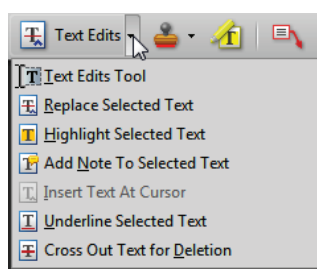 Text Edits
Text Edits Tool
Replace Selected Text
Highlight Selected Text
Add Note To Selected Text
Insert Text At Cursor
Underline Selected Text
Cross Out Text for Deletion